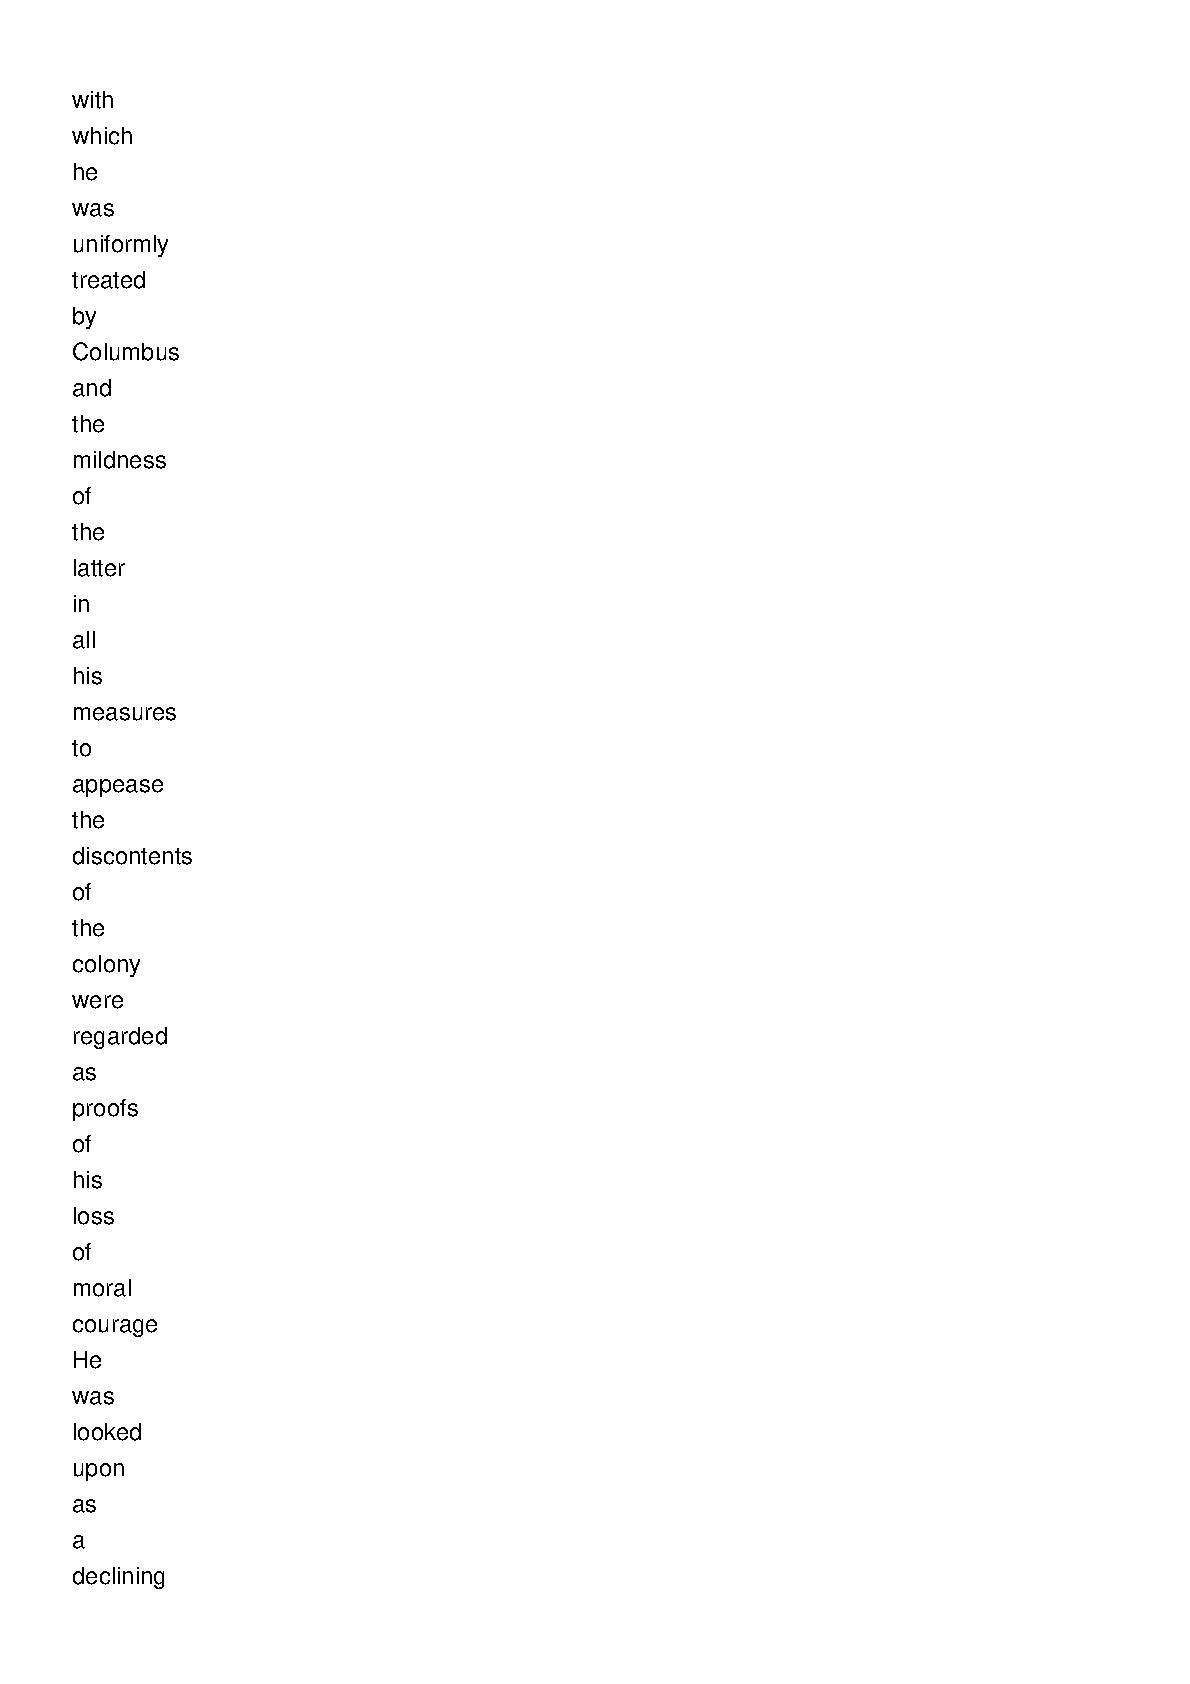 with
which
he
was
uniformly
treated
by
Columbus
and
the
mildness
of
the
latter
in
all
his
measures
to
appease
the
discontents
of
the
colony
were
regarded
as
proofs
of
his
loss
of
moral
courage
He
was
looked
upon
as
a
declining